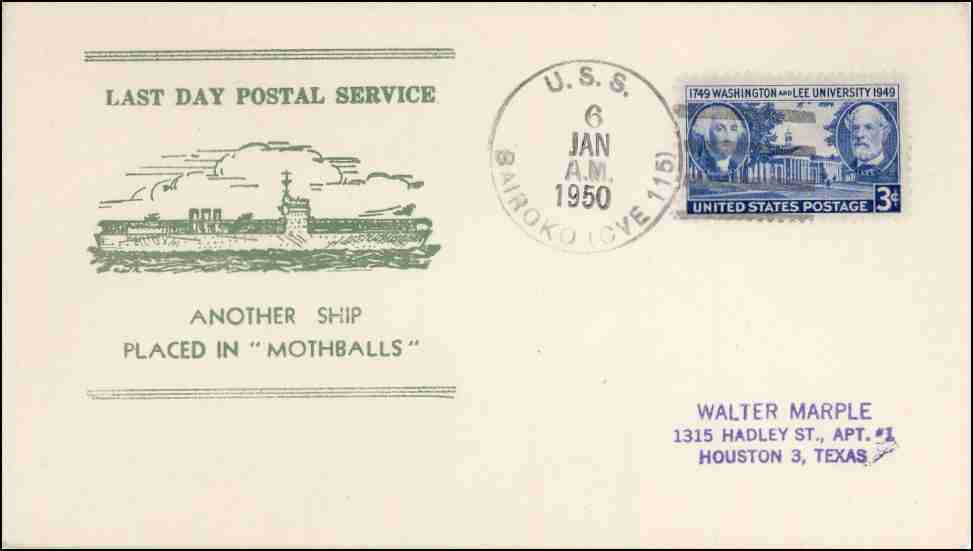 LAST DAY POSTAL SERVICE
ANOTHER SHIP
PLACED IN "MOTHBALLS"
U.S.S.
6
JAN
A.M.
1950
BAIROKO (CVE 115)
1749 WASHINGTON AND LEE UNIVERSITY 1949
UNITED STATES POSTAGE 3¢
WALTER MARPLE
1315 HADLEY ST., APT. #1
HOUSTON 3, TEXAS